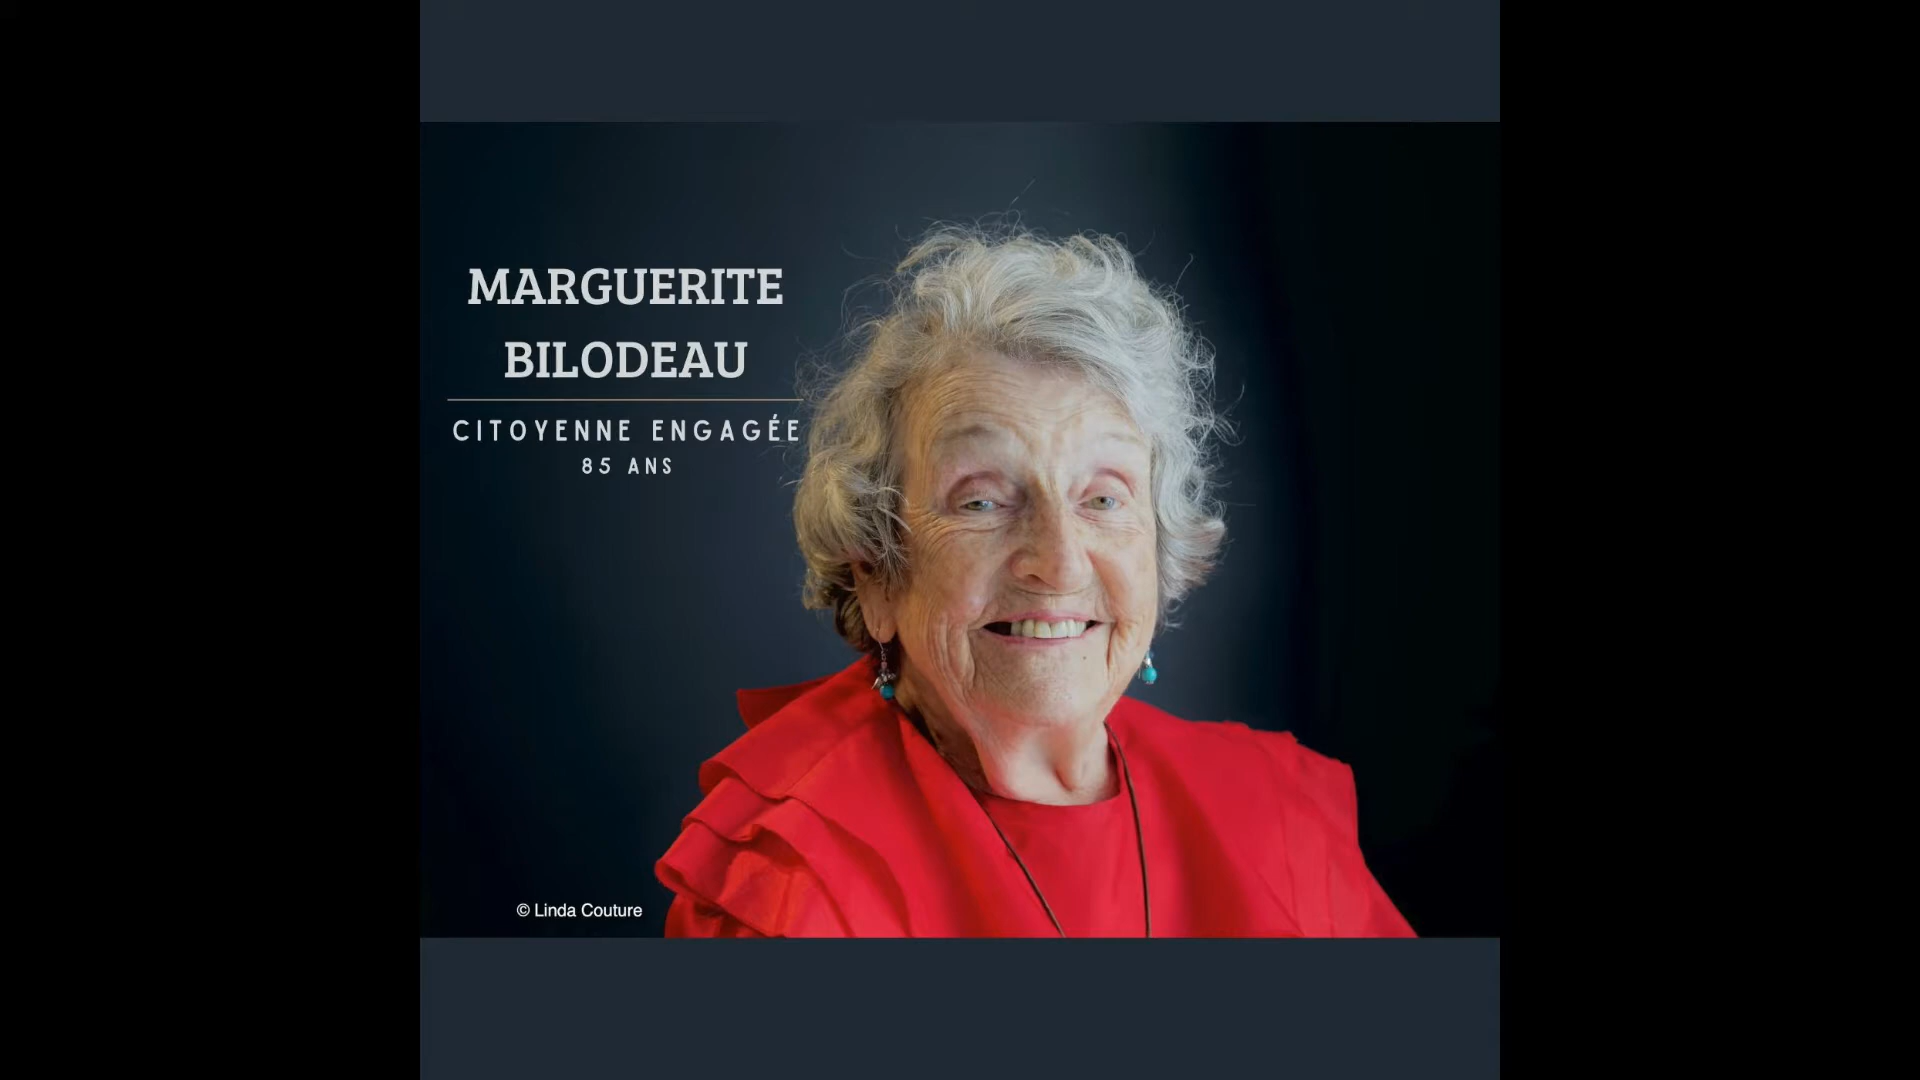 MARGUERITE
BILODEAU
CITOYENNE ENGAGÉE
85 ANS
© Linda Couture